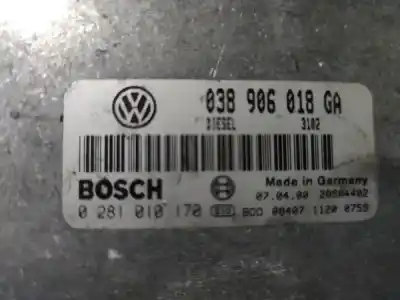 038 906 018 GA
DIESEL 3102
BOSCH
Made in Germany
07.04.00
0 281 010 170